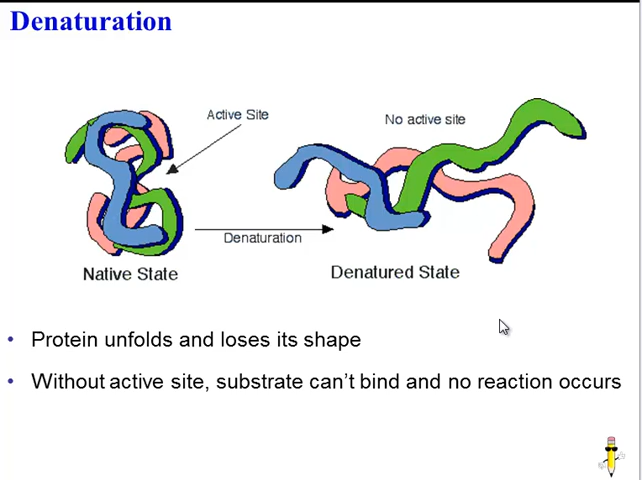 Denaturation
Active Site
No active site
Denaturation
Native State
Denatured State
• Protein unfolds and loses its shape
• Without active site, substrate can't bind and no reaction occurs